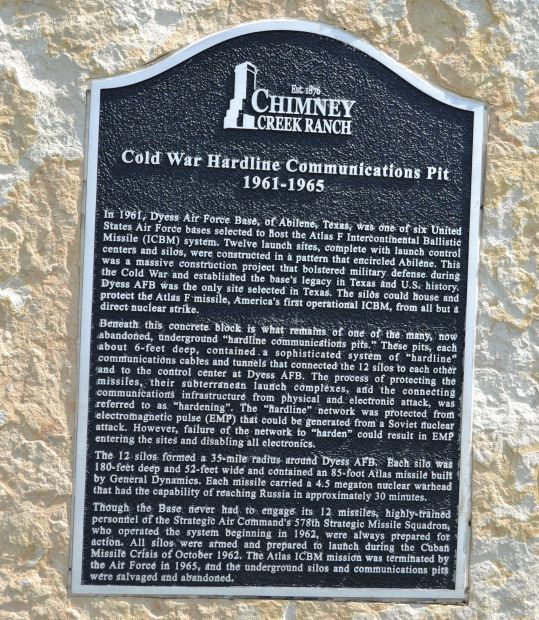 Est. 1876
CHIMNEY
CREEK RANCH
Cold War Hardline Communications Pit
1961-1965
In 1961, Dyess Air Force Base, of Abilene, Texas, was one of six United
States Air Force bases selected to host the Atlas F Intercontinental Ballistic
Missile (ICBM) system. Twelve launch sites, complete with launch control
centers and silos, were constructed in a pattern that encircled Abilene. This
was a massive construction project that bolstered military defense during
the Cold War and established the base's legacy in Texas and U.S. history.
Dyess AFB was the only site selected in Texas. The silos could house and
protect the Atlas F missile, America's first operational ICBM, from all but a
direct nuclear strike.
Beneath this concrete block is what remains of one of the many, now
abandoned, underground "hardline communications pits." These pits, each
about 6-feet deep, contained a sophisticated system of "hardline"
communications cables and tunnels that connected the 12 silos to each other
and to the control center at Dyess AFB. The process of protecting the
missiles, their subterranean launch complexes, and the connecting
communications infrastructure from physical and electronic attack, was
referred to as "hardening". The "hardline" network was protected from
electromagnetic pulse (EMP) that could be generated from a Soviet nuclear
attack. However, failure of the network to "harden" could result in EMP
entering the sites and disabling all electronics.
The 12 silos formed a 35-mile radius around Dyess AFB. Each silo was
180-feet deep and 52-feet wide and contained an 85-foot Atlas missile built
by General Dynamics. Each missile carried a 4.5 megaton nuclear warhead
that had the capability of reaching Russia in approximately 30 minutes.
Though the Base never had to engage its 12 missiles, highly-trained
personnel of the Strategic Air Command's 578th Strategic Missile Squadron,
who operated the system beginning in 1962, were always prepared for
action. All silos were armed and prepared to launch during the Cuban
Missile Crisis of October 1962. The Atlas ICBM mission was terminated by
the Air Force in 1965, and the underground silos and communications pits
were salvaged and abandoned.